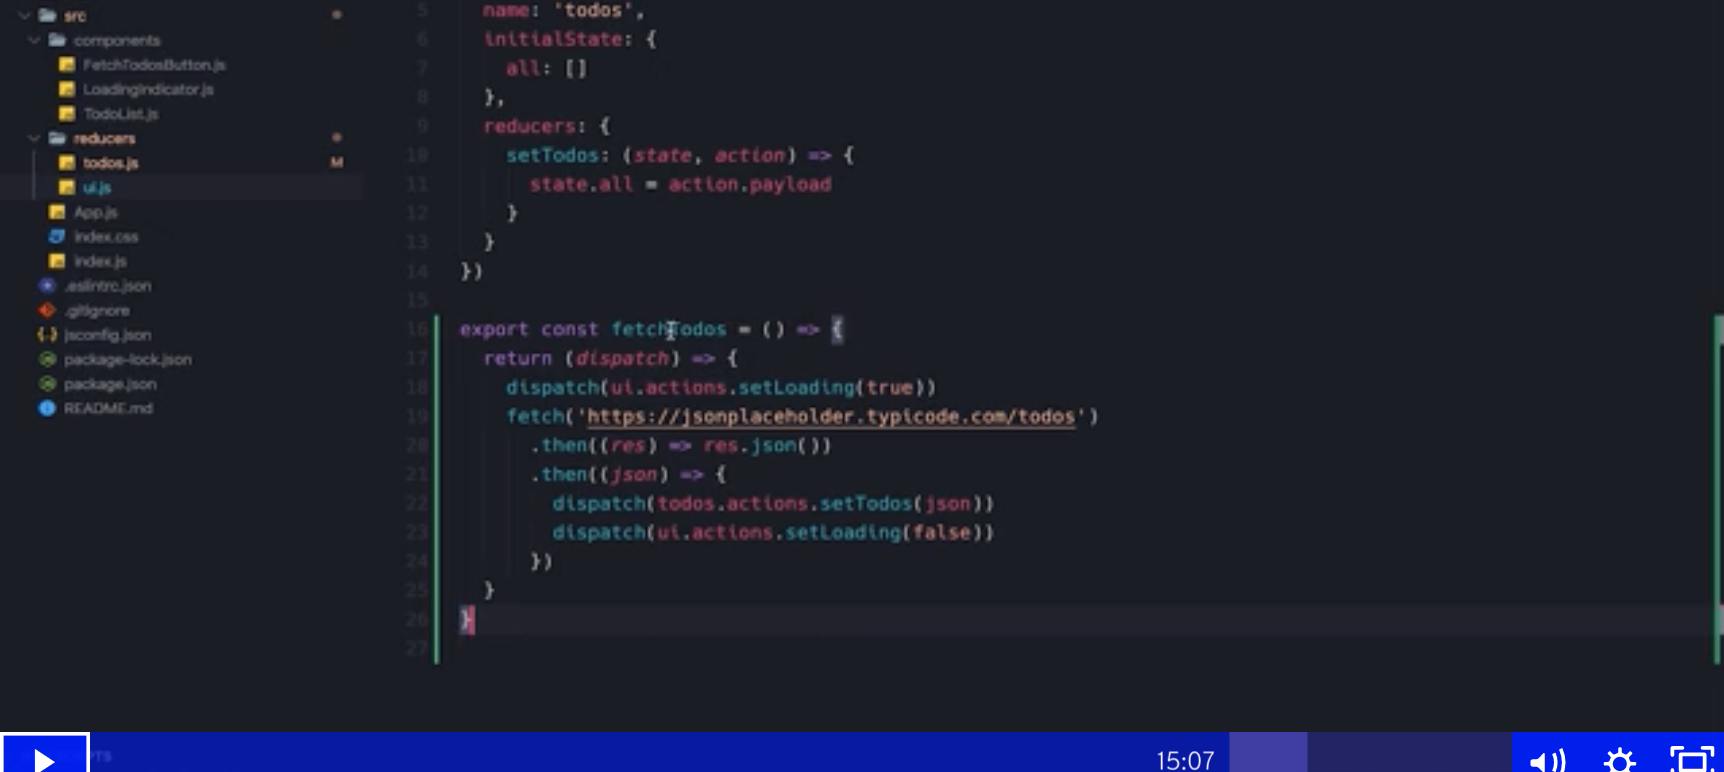 src
components
FetchTodosButton.js
LoadingIndicator.js
TodoList.js
reducers
todos.js M
ui.js
App.js
index.css
index.js
.eslintrc.json
.gitignore
jsconfig.json
package-lock.json
package.json
README.md
5 name: 'todos',
6 initialState: {
7 all: []
8 },
9 reducers: {
10 setTodos: (state, action) => {
11 state.all = action.payload
12 }
13 }
14 })
15
16 export const fetchTodos = () => {
17 return (dispatch) => {
18 dispatch(ui.actions.setLoading(true))
19 fetch('https://jsonplaceholder.typicode.com/todos')
20 .then((res) => res.json())
21 .then((json) => {
22 dispatch(todos.actions.setTodos(json))
23 dispatch(ui.actions.setLoading(false))
24 })
25 }
26 }
27
15:07